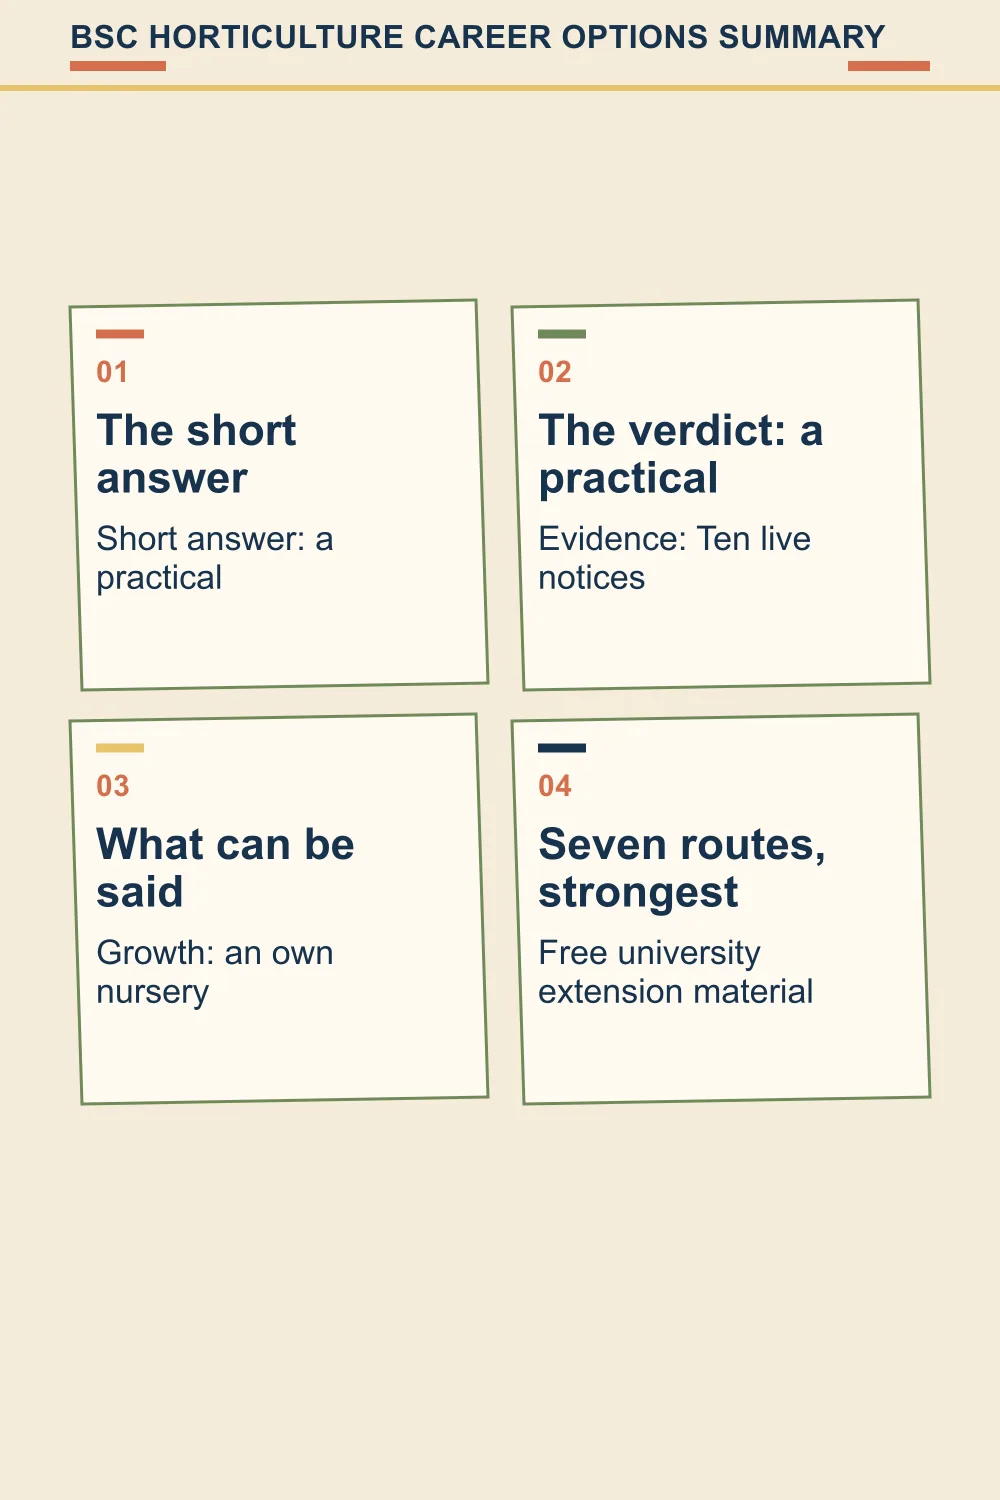 BSC HORTICULTURE CAREER OPTIONS SUMMARY
01
The short
answer
Short answer: a
practical
02
The verdict: a
practical
Evidence: Ten live
notices
03
What can be
said
Growth: an own
nursery
04
Seven routes,
strongest
Free university
extension material